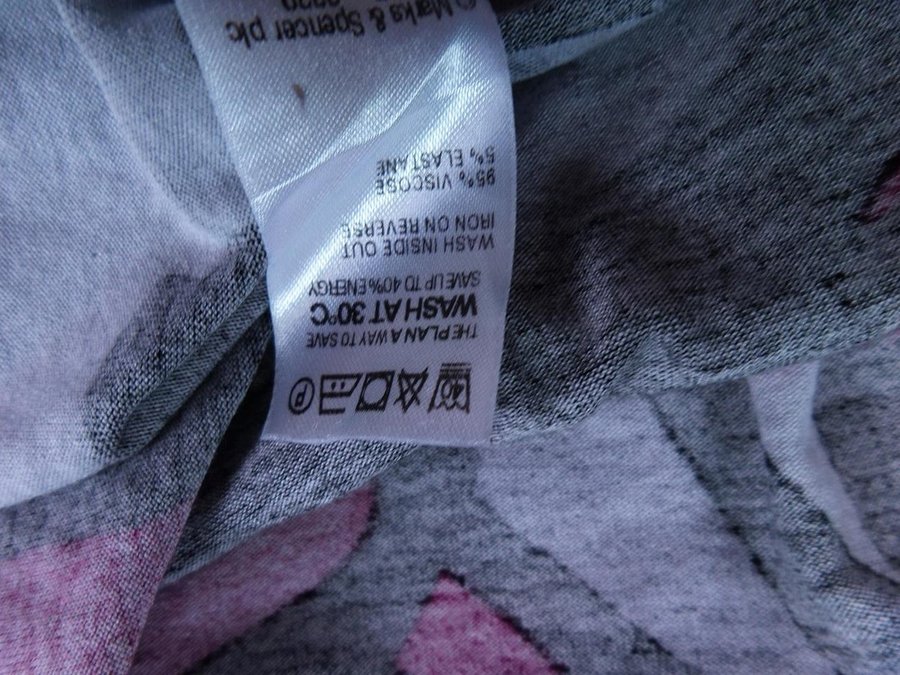 40 P
THE PLAN A WAY TO SAVE
WASH AT 30°C
SAVE UP TO 40% ENERGY
WASH INSIDE OUT
IRON ON REVERSE
95% VISCOSE
5% ELASTANE
© Marks & Spencer plc